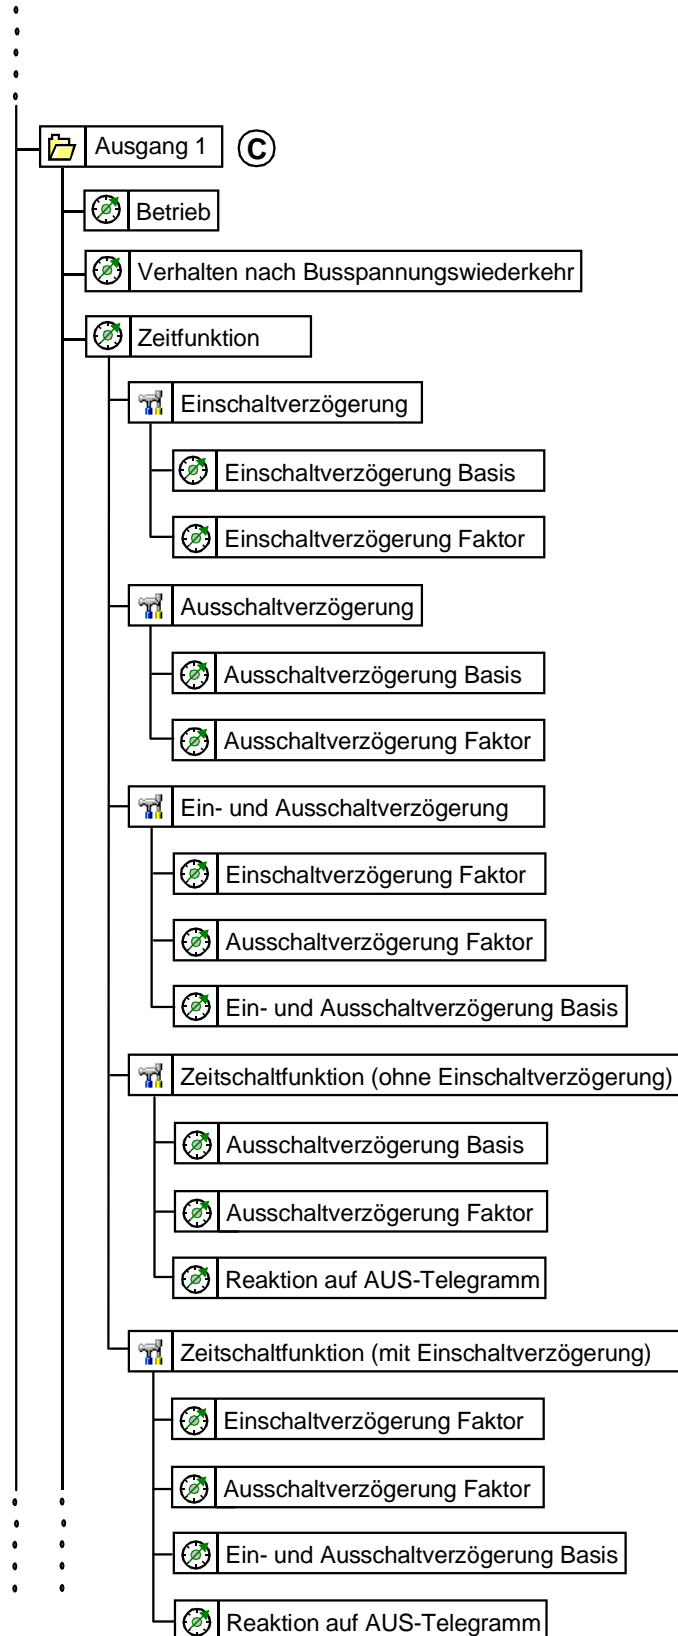 Ausgang 1 C
Betrieb
Verhalten nach Busspannungswiederkehr
Zeitfunktion
Einschaltverzögerung
Einschaltverzögerung Basis
Einschaltverzögerung Faktor
Ausschaltverzögerung
Ausschaltverzögerung Basis
Ausschaltverzögerung Faktor
Ein- und Ausschaltverzögerung
Einschaltverzögerung Faktor
Ausschaltverzögerung Faktor
Ein- und Ausschaltverzögerung Basis
Zeitschaltfunktion (ohne Einschaltverzögerung)
Ausschaltverzögerung Basis
Ausschaltverzögerung Faktor
Reaktion auf AUS-Telegramm
Zeitschaltfunktion (mit Einschaltverzögerung)
Einschaltverzögerung Faktor
Ausschaltverzögerung Faktor
Ein- und Ausschaltverzögerung Basis
Reaktion auf AUS-Telegramm